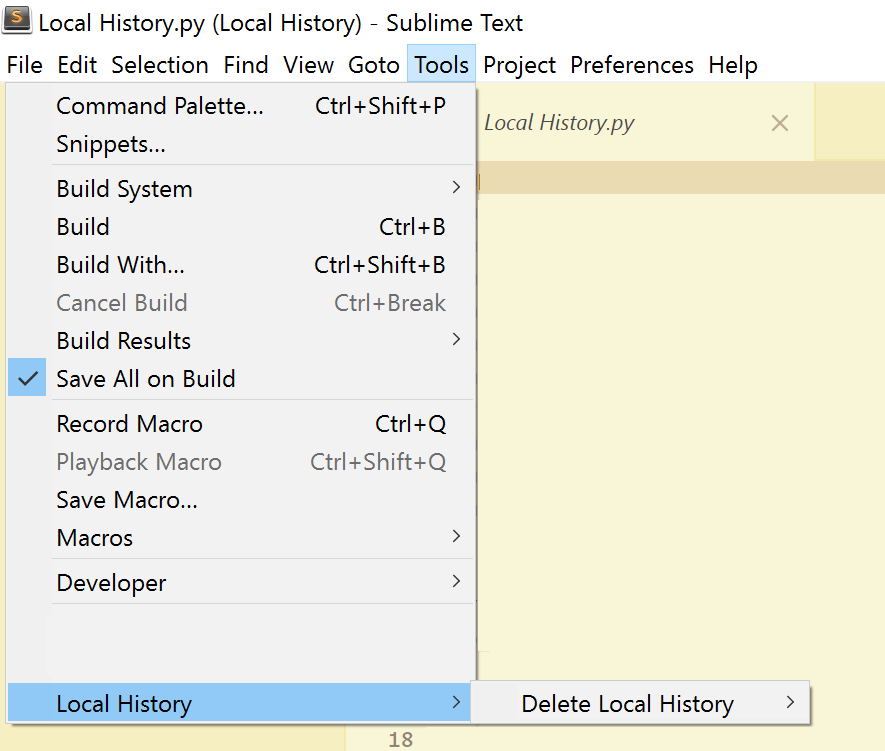 Local History.py (Local History) - Sublime Text
File Edit Selection Find View Goto Tools Project Preferences Help
Local History.py
Command Palette... Ctrl+Shift+P
Snippets...
Build System
Build Ctrl+B
Build With... Ctrl+Shift+B
Cancel Build Ctrl+Break
Build Results
Save All on Build
Record Macro Ctrl+Q
Playback Macro Ctrl+Shift+Q
Save Macro...
Macros
Developer
Local History
Delete Local History
18